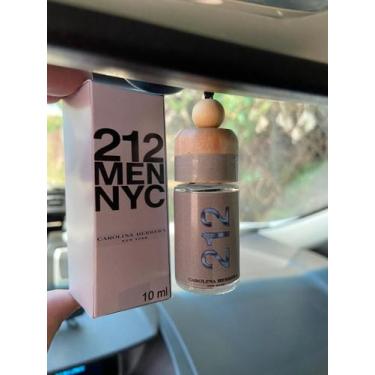 212
MEN
NYC
CAROLINA HERRERA
NEW YORK
10 ml
212
CAROLINA HERRERA